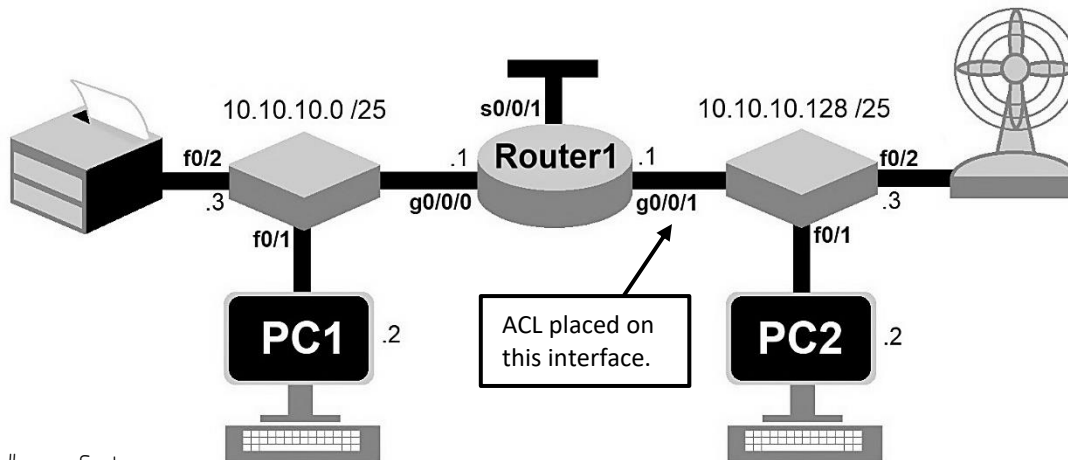 s0/0/1
10.10.10.0 /25
10.10.10.128 /25
f0/2
.1
Router1
.1
f0/2
.3
g0/0/0
g0/0/1
.3
f0/1
f0/1
ACL placed on
this interface.
PC1
.2
PC2
.2